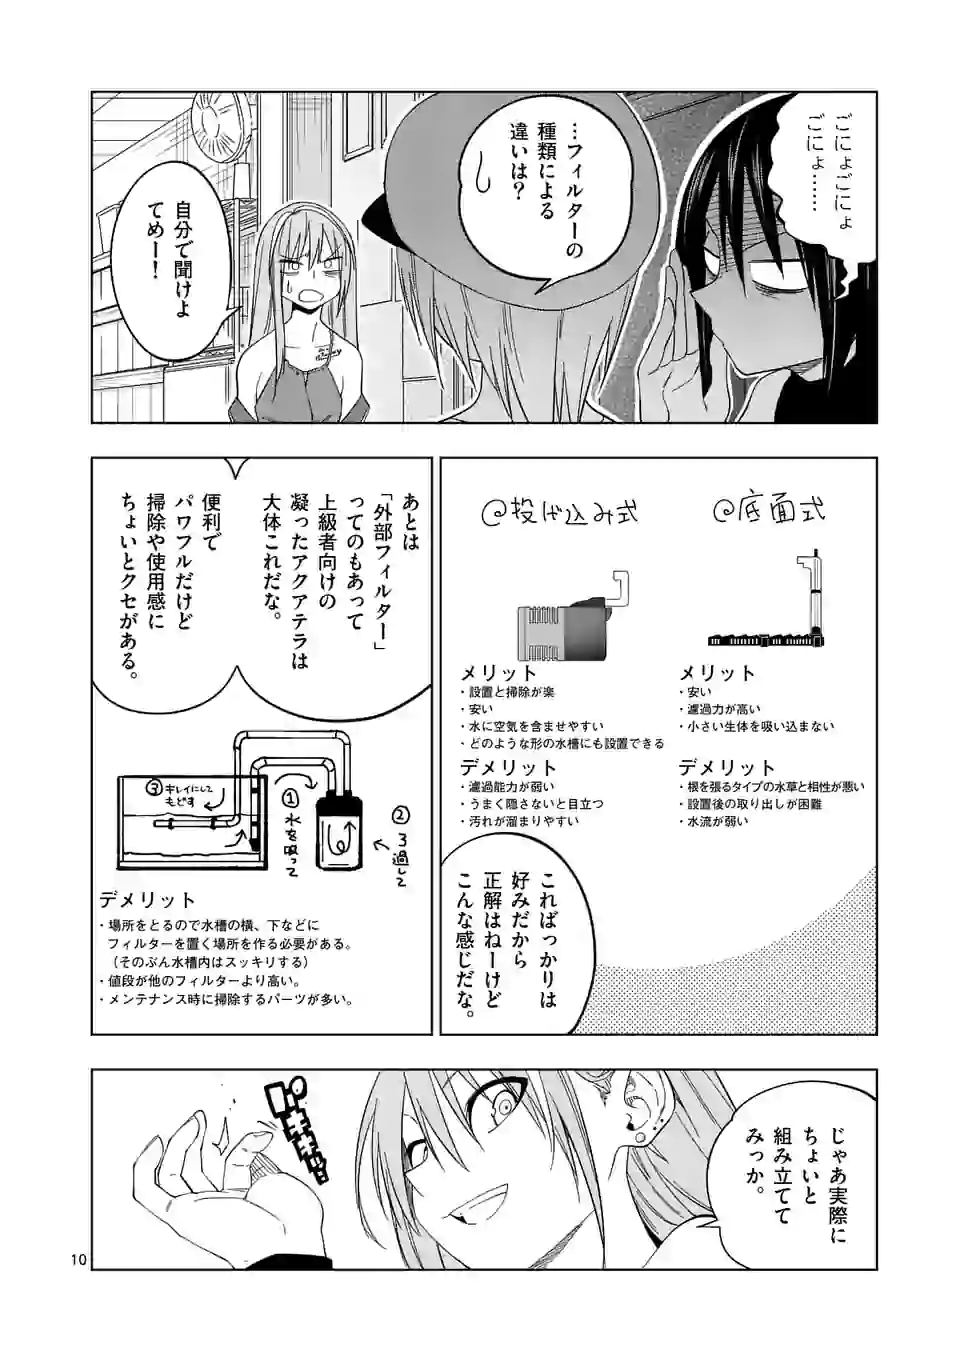 ごにょごにょ
ごにょ……
…フィルターの
種類による
違いは？
自分で聞けよ
てめー！
@底面式
メリット
・安い
・濾過力が高い
・小さい生体を吸い込まない
デメリット
・根を張るタイプの水草と相性が悪い
・設置後の取り出しが困難
・水流が弱い
@投げ込み式
メリット
・設置と掃除が楽
・安い
・水に空気を含ませやすい
・どのような形の水槽にも設置できる
デメリット
・濾過能力が弱い
・うまく隠さないと目立つ
・汚れが溜まりやすい
こればっかりは
好みだから
正解はねーけど
こんな感じだな。
あとは
「外部フィルター」
ってのもあって
上級者向けの
凝ったアクアテラは
大体これだな。
便利で
パワフルだけど
掃除や使用感に
ちょいとクセがある。
①水を吸って
②ろ過して
③キレイにして
もどす
デメリット
・場所をとるので水槽の横、下などに
フィルターを置く場所を作る必要がある。
（そのぶん水槽内はスッキリする）
・値段が他のフィルターより高い。
・メンテナンス時に掃除するパーツが多い。
じゃあ実際に
ちょいと
組み立てて
みっか。
パキキッ
10